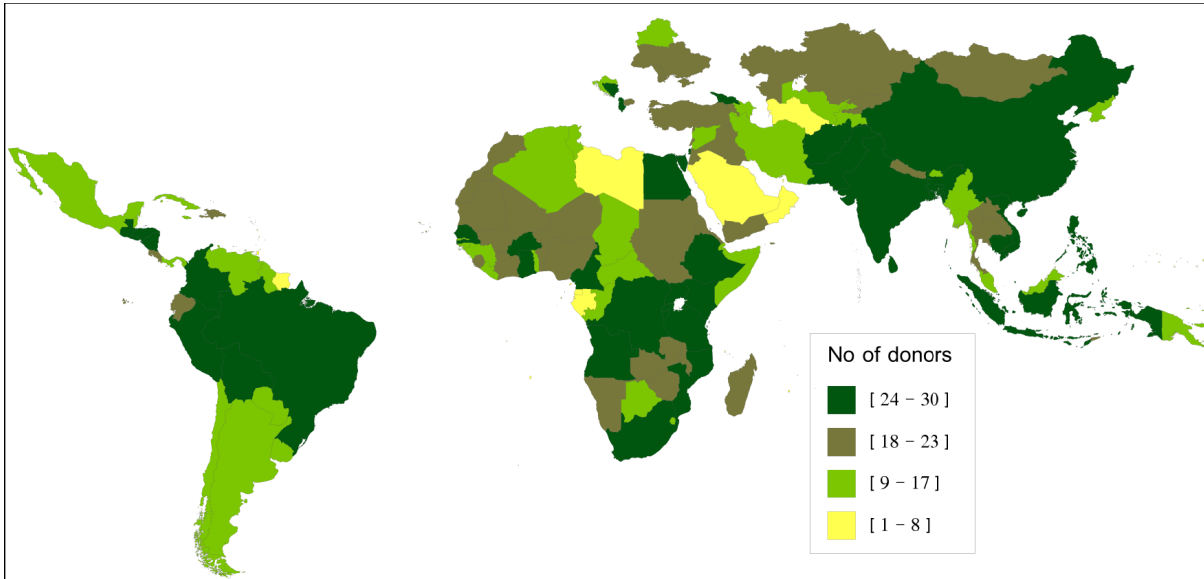 No of donors
[ 24 – 30 ]
[ 18 – 23 ]
[ 9 – 17 ]
[ 1 – 8 ]